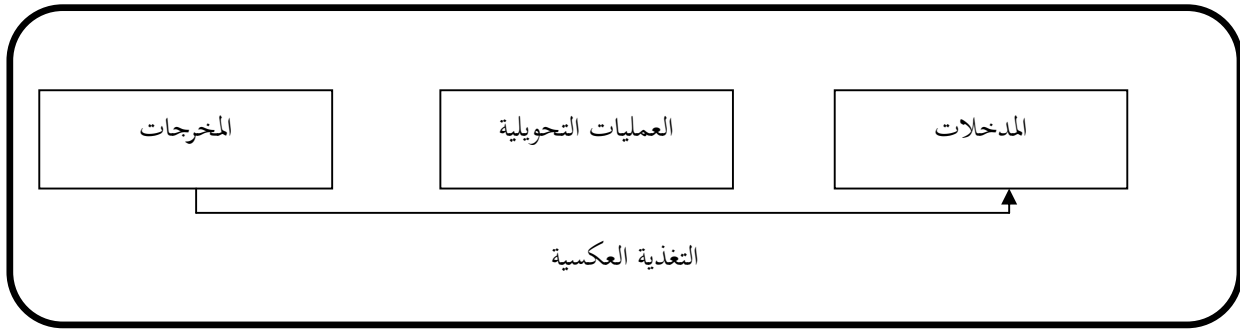 المدخلات
العمليات التحويلية
المخرجات
التغذية العكسية